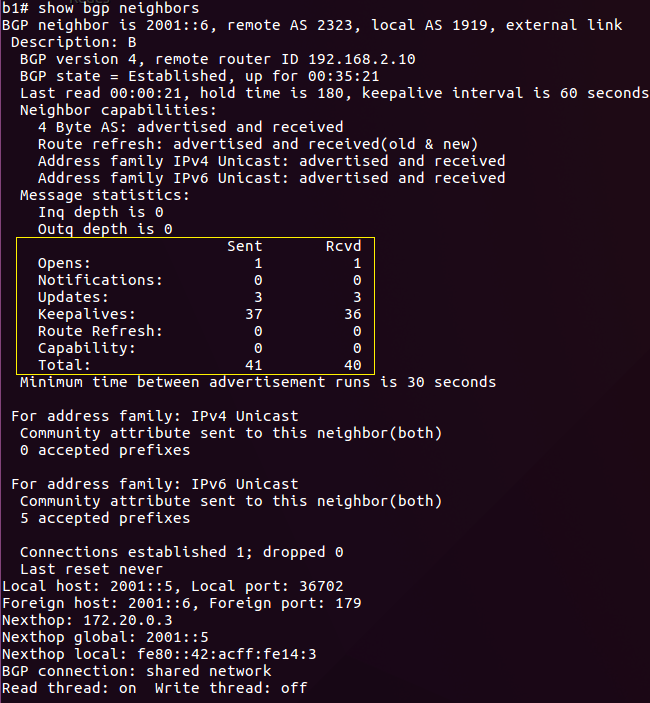 b1# show bgp neighbors
BGP neighbor is 2001::6, remote AS 2323, local AS 1919, external link
 Description: B
  BGP version 4, remote router ID 192.168.2.10
  BGP state = Established, up for 00:35:21
  Last read 00:00:21, hold time is 180, keepalive interval is 60 seconds
  Neighbor capabilities:
    4 Byte AS: advertised and received
    Route refresh: advertised and received(old & new)
    Address family IPv4 Unicast: advertised and received
    Address family IPv6 Unicast: advertised and received
  Message statistics:
    Inq depth is 0
    Outq depth is 0
                         Sent       Rcvd
    Opens:                  1          1
    Notifications:          0          0
    Updates:                3          3
    Keepalives:            37         36
    Route Refresh:          0          0
    Capability:             0          0
    Total:                 41         40
  Minimum time between advertisement runs is 30 seconds

 For address family: IPv4 Unicast
  Community attribute sent to this neighbor(both)
  0 accepted prefixes

 For address family: IPv6 Unicast
  Community attribute sent to this neighbor(both)
  5 accepted prefixes

  Connections established 1; dropped 0
  Last reset never
Local host: 2001::5, Local port: 36702
Foreign host: 2001::6, Foreign port: 179
Nexthop: 172.20.0.3
Nexthop global: 2001::5
Nexthop local: fe80::42:acff:fe14:3
BGP connection: shared network
Read thread: on  Write thread: off